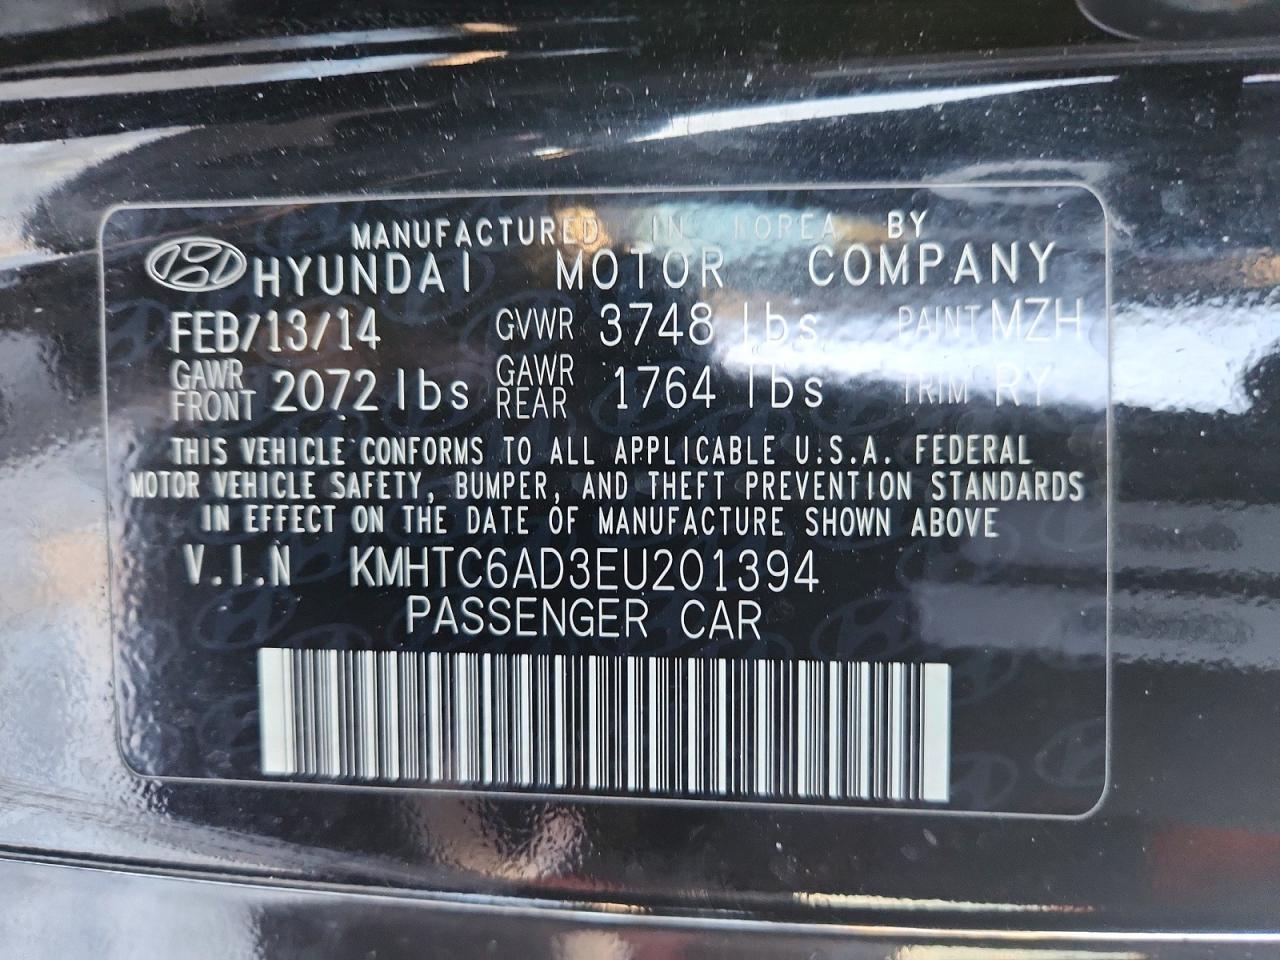 MANUFACTURED IN KOREA BY
HYUNDAI MOTOR COMPANY
FEB/13/14 GVWR 3748 lbs PAINT MZH
GAWR FRONT 2072 lbs GAWR REAR 1764 lbs TRIM RY
THIS VEHICLE CONFORMS TO ALL APPLICABLE U.S.A. FEDERAL
MOTOR VEHICLE SAFETY, BUMPER, AND THEFT PREVENTION STANDARDS
IN EFFECT ON THE DATE OF MANUFACTURE SHOWN ABOVE
V.I.N KMHTC6AD3EU201394
PASSENGER CAR